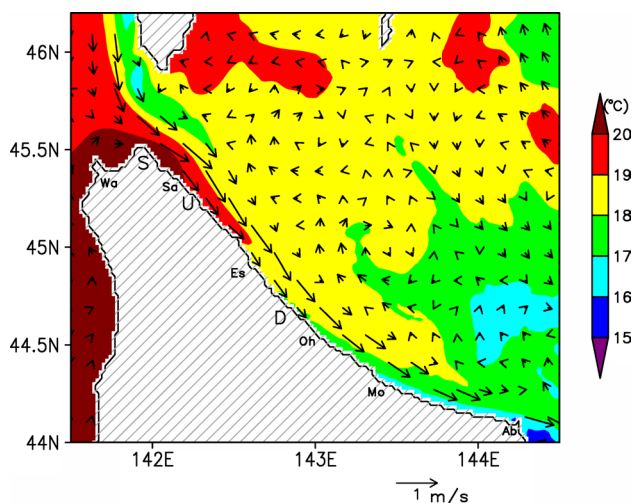 46N
(°C)
20
19
45.5N
S
Wa
Sa
U
18
45N
17
Es
16
D
15
44.5N
Oh
Mo
Ab
44N
142E 143E 144E
1 m/s